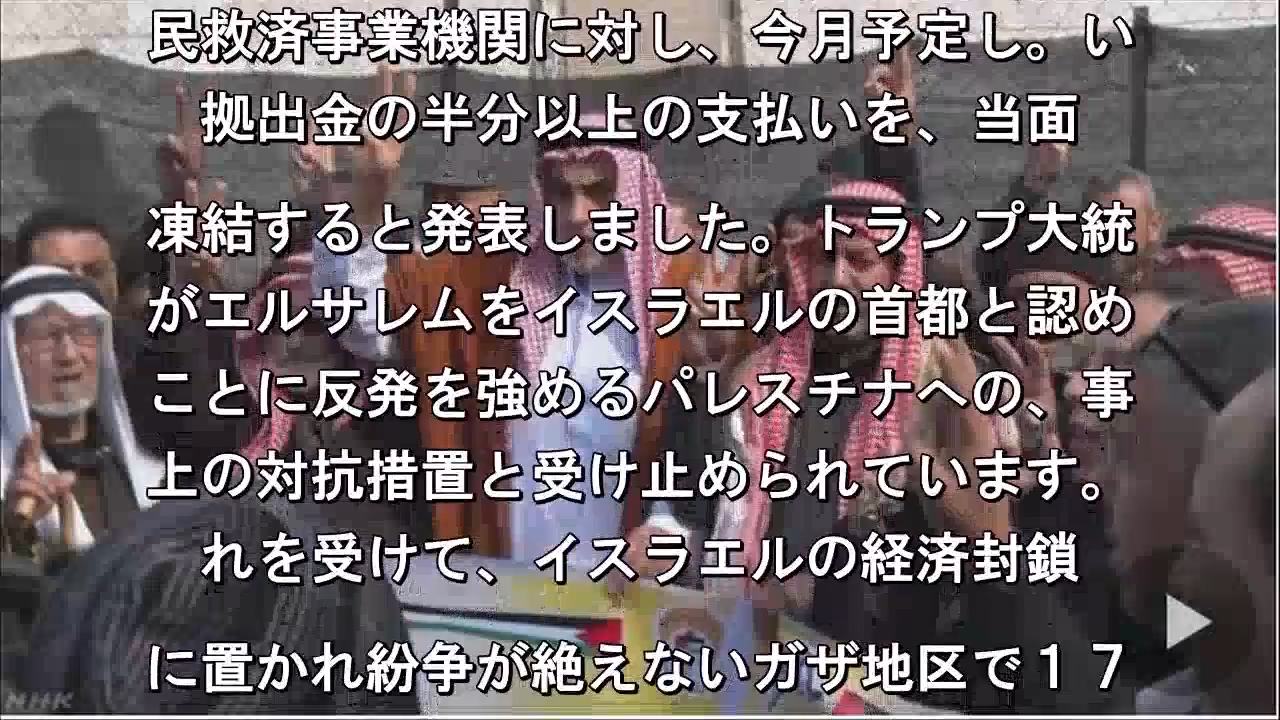 民救済事業機関に対し、今月予定し。い
拠出金の半分以上の支払いを、当面
凍結すると発表しました。トランプ大統
がエルサレムをイスラエルの首都と認め
ことに反発を強めるパレスチナへの、事
上の対抗措置と受け止められています。
れを受けて、イスラエルの経済封鎖
に置かれ紛争が絶えないガザ地区で１７
NHK